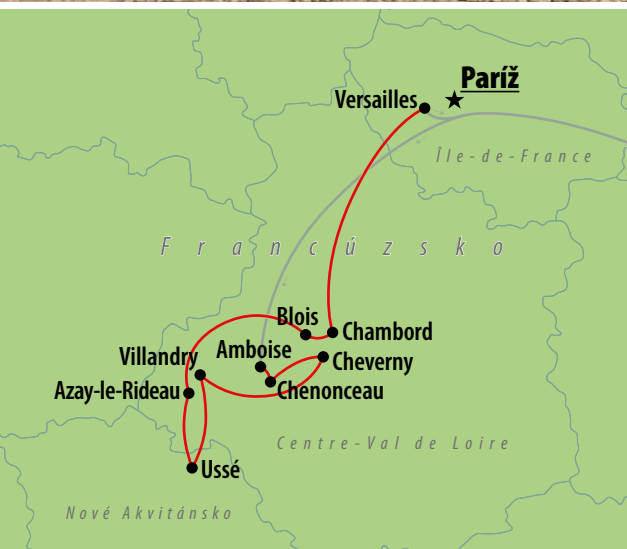 Paríž
Versailles
Île-de-France
Francúzsko
Blois
Chambord
Amboise
Cheverny
Villandry
Azay-le-Rideau
Chenonceau
Centre-Val de Loire
Ussé
Nové Akvitánsko